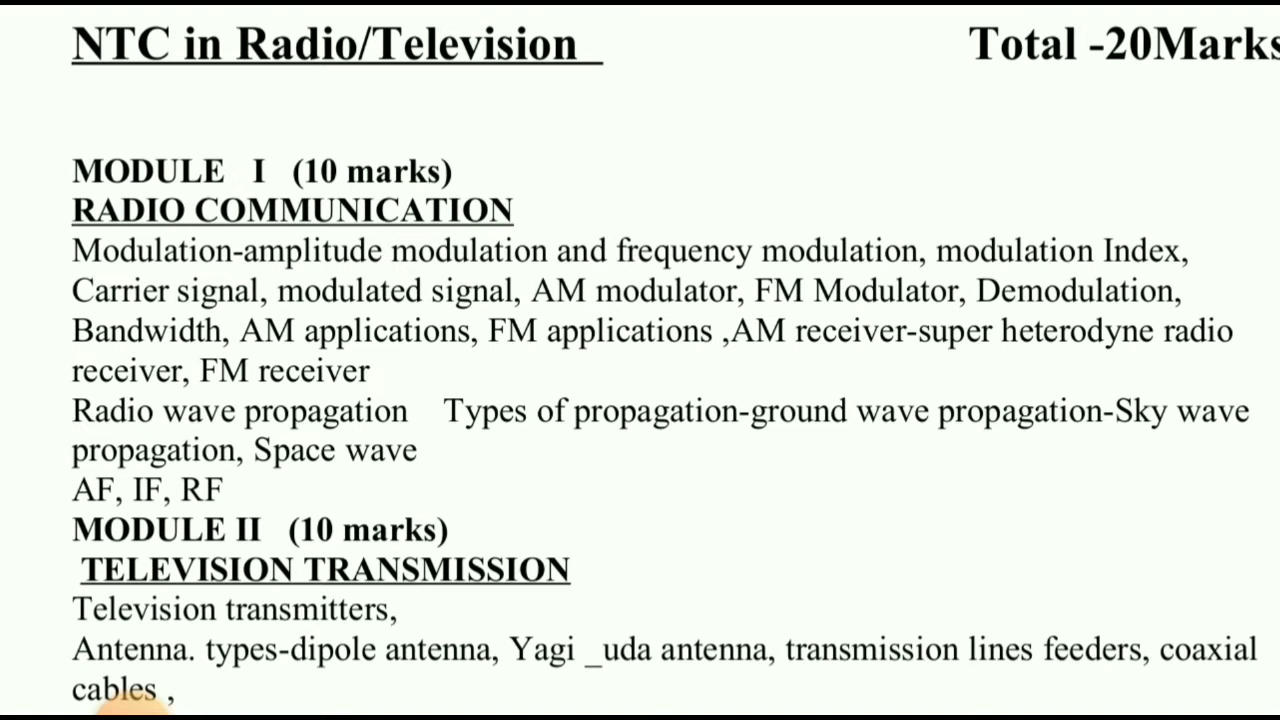 NTC in Radio/Television Total -20Marks
MODULE I (10 marks)
RADIO COMMUNICATION
Modulation-amplitude modulation and frequency modulation, modulation Index,
Carrier signal, modulated signal, AM modulator, FM Modulator, Demodulation,
Bandwidth, AM applications, FM applications ,AM receiver-super heterodyne radio
receiver, FM receiver
Radio wave propagation Types of propagation-ground wave propagation-Sky wave
propagation, Space wave
AF, IF, RF
MODULE II (10 marks)
TELEVISION TRANSMISSION
Television transmitters,
Antenna. types-dipole antenna, Yagi _uda antenna, transmission lines feeders, coaxial
cables ,